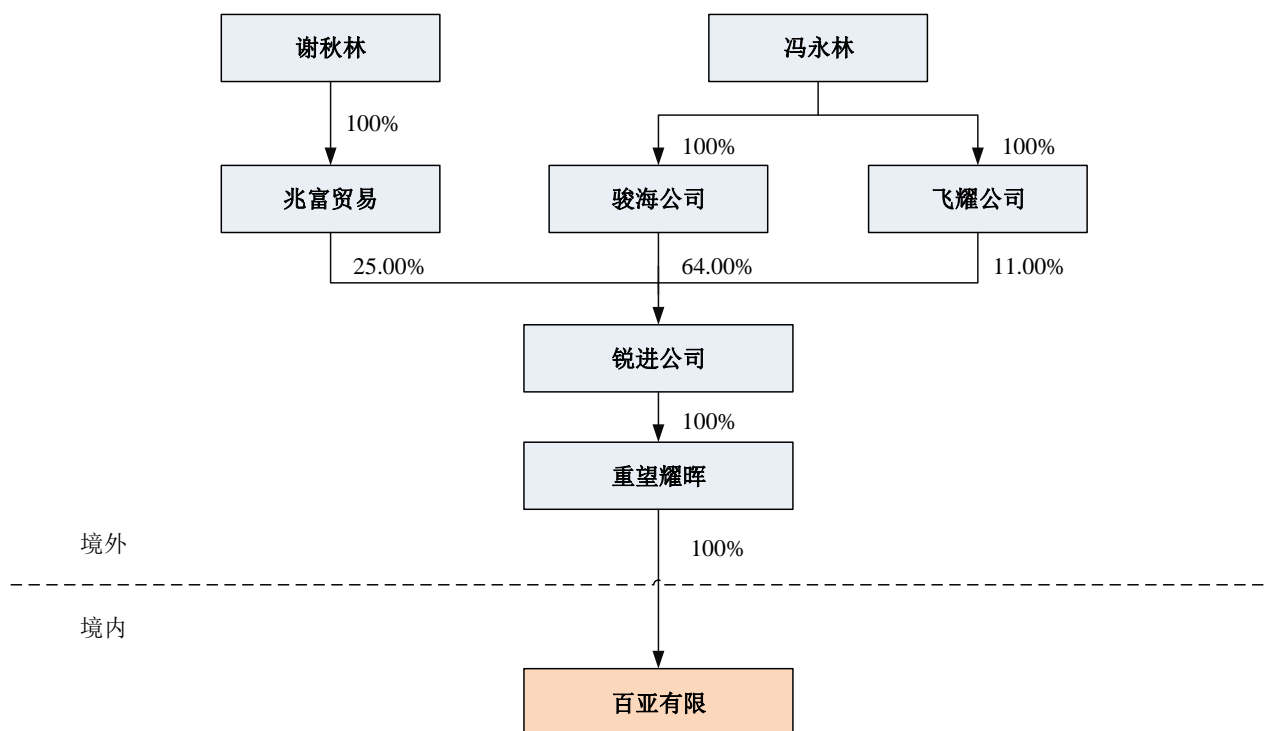 谢秋林
冯永林
100%
100%
100%
兆富贸易
骏海公司
飞耀公司
25.00%
64.00%
11.00%
锐进公司
100%
重望耀晖
境外
100%
境内
百亚有限